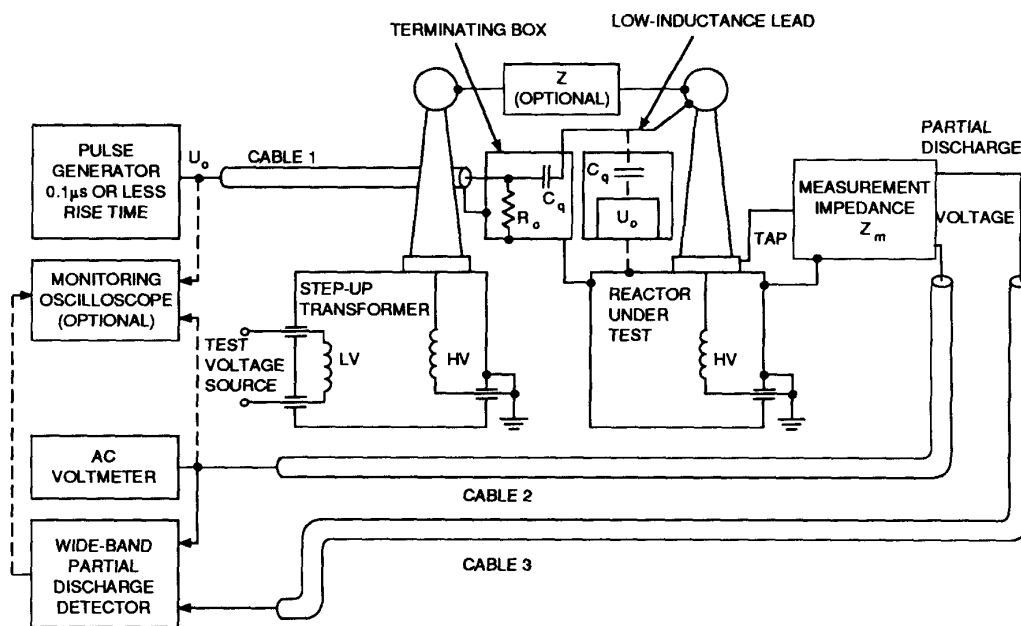 LOW-INDUCTANCE LEAD
TERMINATING BOX
Z
(OPTIONAL)
PARTIAL
DISCHARGE
PULSE
GENERATOR
0.1µs OR LESS
RISE TIME
Uo
CABLE 1
Cq
Ro
Cq
Uo
MEASUREMENT
IMPEDANCE
Zm
VOLTAGE
TAP
MONITORING
OSCILLOSCOPE
(OPTIONAL)
STEP-UP
TRANSFORMER
REACTOR
UNDER
TEST
TEST
VOLTAGE
SOURCE
LV
HV
HV
AC
VOLTMETER
CABLE 2
WIDE-BAND
PARTIAL
DISCHARGE
DETECTOR
CABLE 3